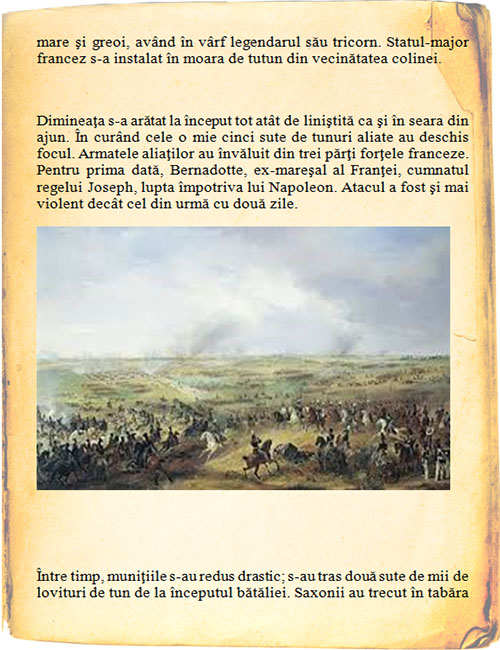 mare şi greoi, având în vârf legendarul său tricorn. Statul-major
francez s-a instalat în moara de tutun din vecinătatea colinei.
Dimineaţa s-a arătat la început tot atât de liniştită ca şi în seara din
ajun. În curând cele o mie cinci sute de tunuri aliate au deschis
focul. Armatele aliaţilor au învăluit din trei părţi forţele franceze.
Pentru prima dată, Bernadotte, ex-mareşal al Franţei, cumnatul
regelui Joseph, lupta împotriva lui Napoleon. Atacul a fost şi mai
violent decât cel din urmă cu două zile.
Între timp, muniţiile s-au redus drastic; s-au tras două sute de mii de
lovituri de tun de la începutul bătăliei. Saxonii au trecut în tabăra